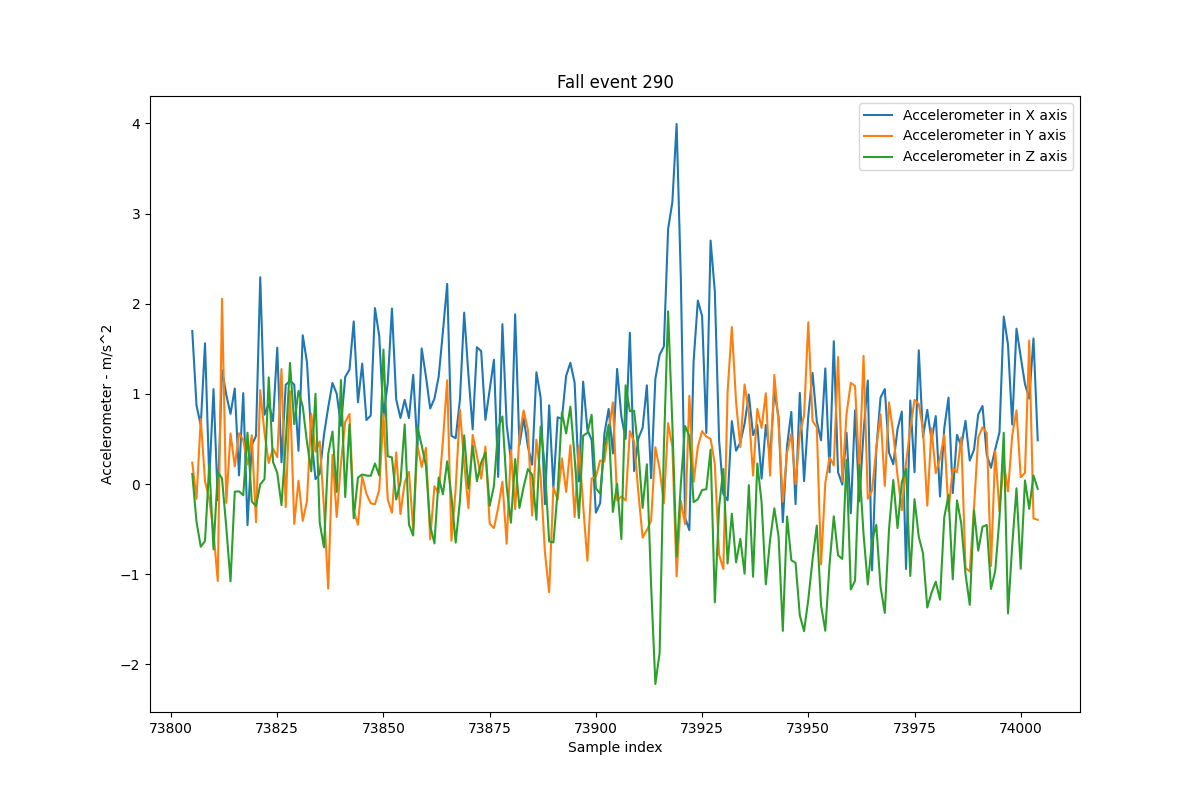 Fall event 290
Accelerometer in X axis
Accelerometer in Y axis
Accelerometer in Z axis
Accelerometer - m/s^2
4
3
2
1
0
−1
−2
73800 73825 73850 73875 73900 73925 73950 73975 74000
Sample index